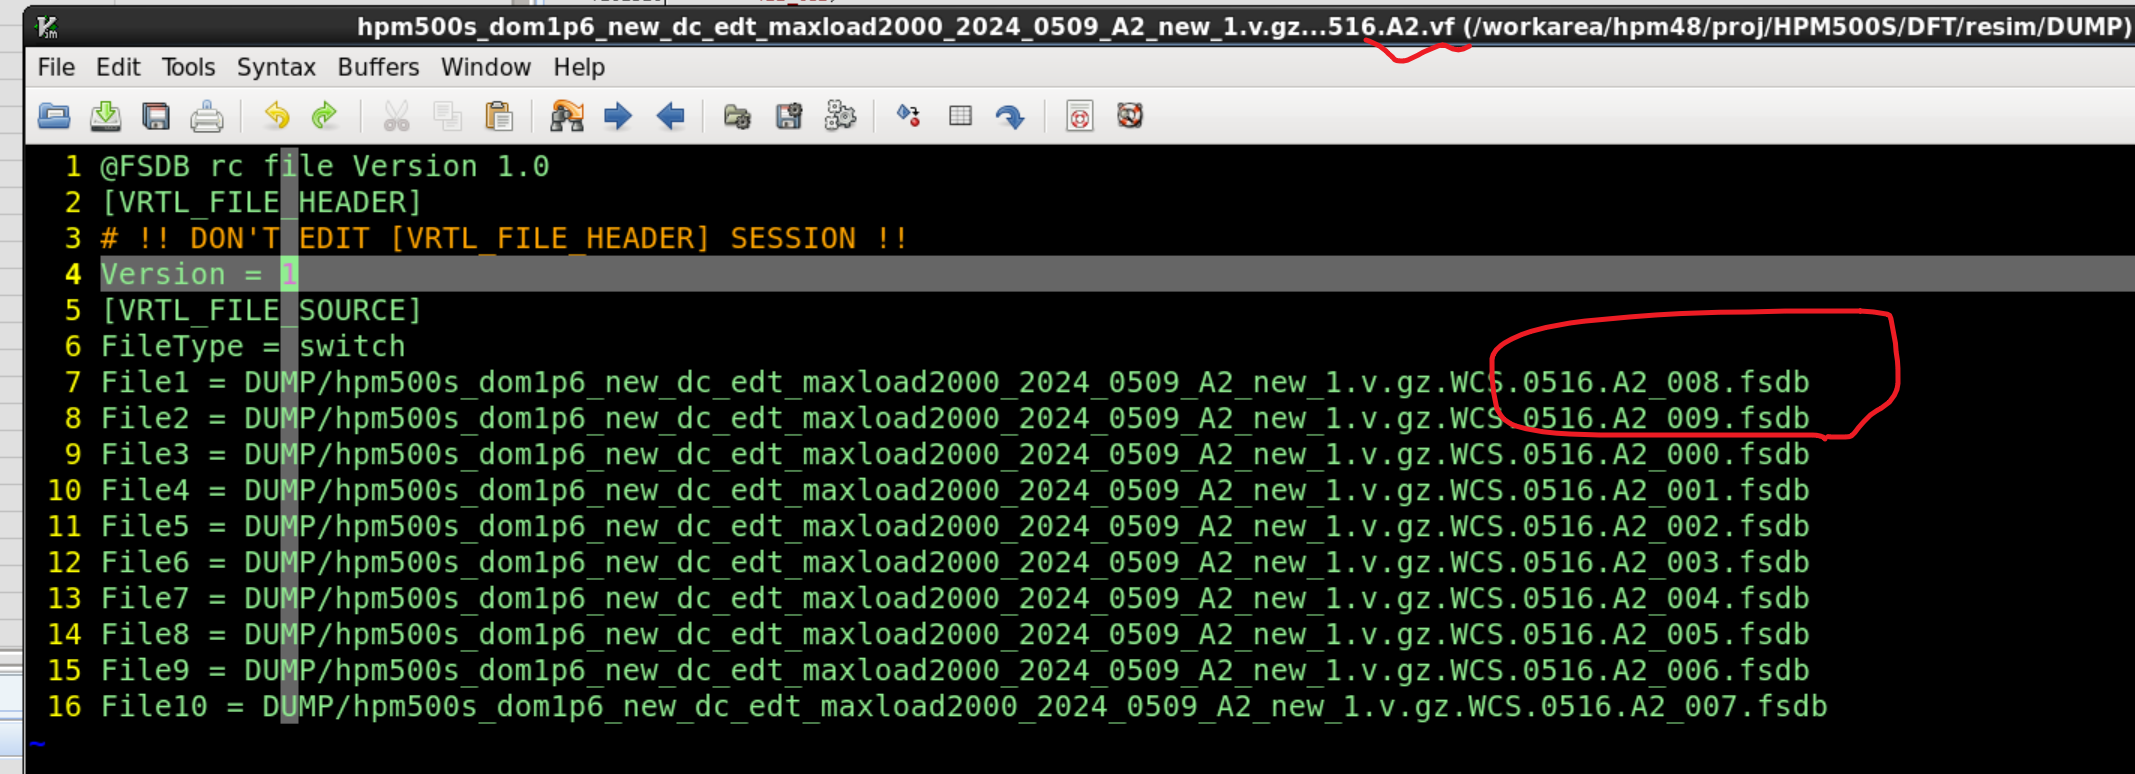 hpm500s_dom1p6_new_dc_edt_maxload2000_2024_0509_A2_new_1.v.gz...516.A2.vf (/workarea/hpm48/proj/HPM500S/DFT/resim/DUMP)
File Edit Tools Syntax Buffers Window Help
1 @FSDB rc file Version 1.0
2 [VRTL_FILE_HEADER]
3 # !! DON'T EDIT [VRTL_FILE_HEADER] SESSION !!
4 Version = 1
5 [VRTL_FILE_SOURCE]
6 FileType = switch
7 File1 = DUMP/hpm500s_dom1p6_new_dc_edt_maxload2000_2024_0509_A2_new_1.v.gz.WCS.0516.A2_008.fsdb
8 File2 = DUMP/hpm500s_dom1p6_new_dc_edt_maxload2000_2024_0509_A2_new_1.v.gz.WCS.0516.A2_009.fsdb
9 File3 = DUMP/hpm500s_dom1p6_new_dc_edt_maxload2000_2024_0509_A2_new_1.v.gz.WCS.0516.A2_000.fsdb
10 File4 = DUMP/hpm500s_dom1p6_new_dc_edt_maxload2000_2024_0509_A2_new_1.v.gz.WCS.0516.A2_001.fsdb
11 File5 = DUMP/hpm500s_dom1p6_new_dc_edt_maxload2000_2024_0509_A2_new_1.v.gz.WCS.0516.A2_002.fsdb
12 File6 = DUMP/hpm500s_dom1p6_new_dc_edt_maxload2000_2024_0509_A2_new_1.v.gz.WCS.0516.A2_003.fsdb
13 File7 = DUMP/hpm500s_dom1p6_new_dc_edt_maxload2000_2024_0509_A2_new_1.v.gz.WCS.0516.A2_004.fsdb
14 File8 = DUMP/hpm500s_dom1p6_new_dc_edt_maxload2000_2024_0509_A2_new_1.v.gz.WCS.0516.A2_005.fsdb
15 File9 = DUMP/hpm500s_dom1p6_new_dc_edt_maxload2000_2024_0509_A2_new_1.v.gz.WCS.0516.A2_006.fsdb
16 File10 = DUMP/hpm500s_dom1p6_new_dc_edt_maxload2000_2024_0509_A2_new_1.v.gz.WCS.0516.A2_007.fsdb
~